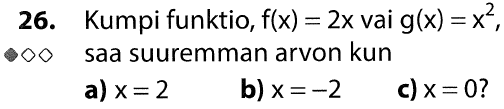 26. Kumpi funktio, f(x) = 2x vai g(x) = x²,
saa suuremman arvon kun
a) x = 2 b) x = −2 c) x = 0?